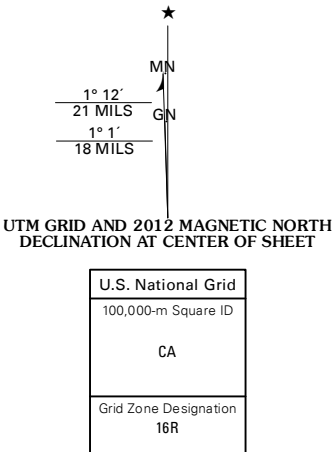 MN
1° 12´
21 MILS
GN
1° 1´
18 MILS
UTM GRID AND 2012 MAGNETIC NORTH
DECLINATION AT CENTER OF SHEET
U.S. National Grid
100,000-m Square ID
CA
Grid Zone Designation
16R